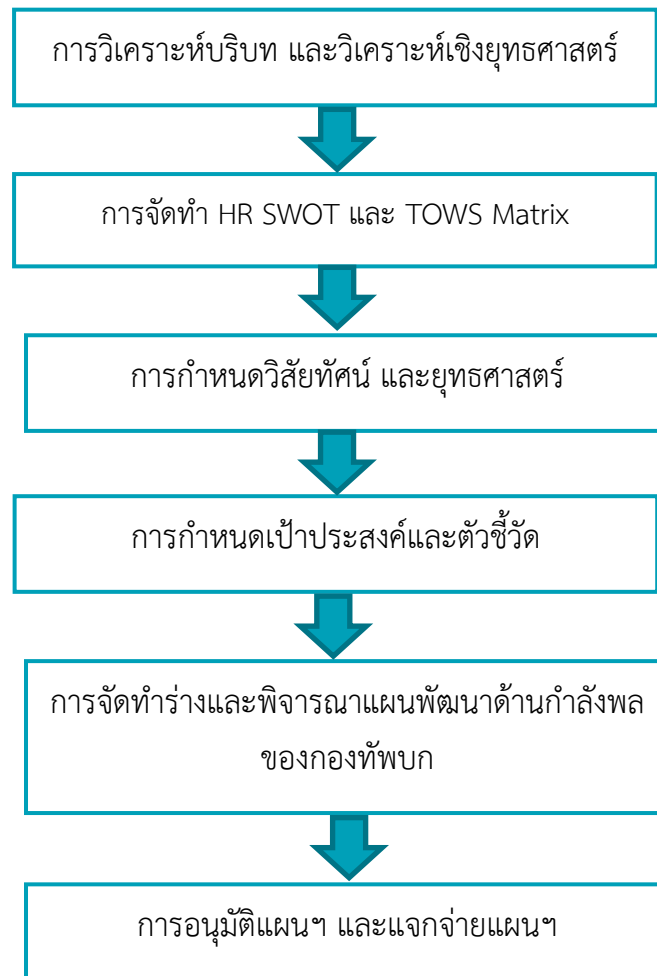 การวิเคราะห์บริบท และวิเคราะห์เชิงยุทธศาสตร์
การจัดทำ HR SWOT และ TOWS Matrix
การกำหนดวิสัยทัศน์ และยุทธศาสตร์
การกำหนดเป้าประสงค์และตัวชี้วัด
การจัดทำร่างและพิจารณาแผนพัฒนาด้านกำลังพล
ของกองทัพบก
การอนุมัติแผนฯ และแจกจ่ายแผนฯ